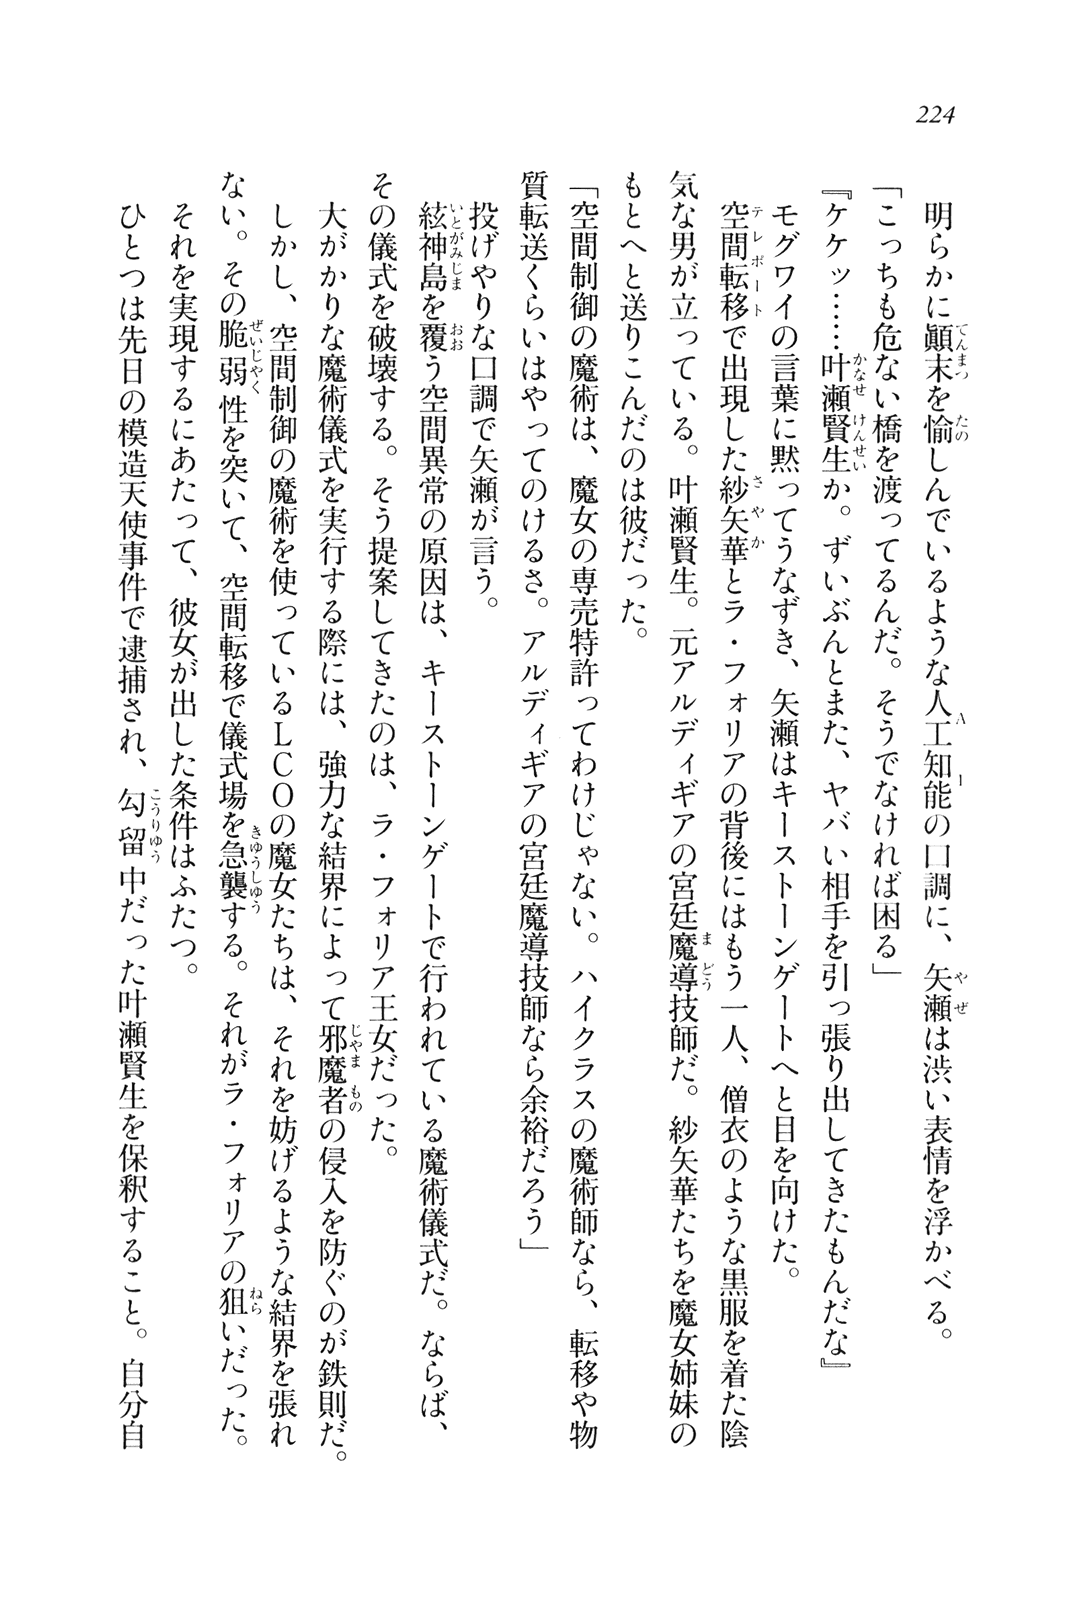 224
明らかに顚末を愉しんでいるような人工知能の口調に、矢瀬は渋い表情を浮かべる。
「こっちも危ない橋を渡ってるんだ。そうでなければ困る」
『ケケッ……叶瀬賢生か。ずいぶんとまた、ヤバい相手を引っ張り出してきたもんだな』
モグワイの言葉に黙ってうなずき、矢瀬はキーストーンゲートへと目を向けた。
空間転移で出現した紗矢華とラ・フォリアの背後にはもう一人、僧衣のような黒服を着た陰
気な男が立っている。叶瀬賢生。元アルディギアの宮廷魔導技師だ。紗矢華たちを魔女姉妹の
もとへと送りこんだのは彼だった。
「空間制御の魔術は、魔女の専売特許ってわけじゃない。ハイクラスの魔術師なら、転移や物
質転送くらいはやってのけるさ。アルディギアの宮廷魔導技師なら余裕だろう」
投げやりな口調で矢瀬が言う。
絃神島を覆う空間異常の原因は、キーストーンゲートで行われている魔術儀式だ。ならば、
その儀式を破壊する。そう提案してきたのは、ラ・フォリア王女だった。
大がかりな魔術儀式を実行する際には、強力な結界によって邪魔者の侵入を防ぐのが鉄則だ。
しかし、空間制御の魔術を使っているLCOの魔女たちは、それを妨げるような結界を張れ
ない。その脆弱性を突いて、空間転移で儀式場を急襲する。それがラ・フォリアの狙いだった。
それを実現するにあたって、彼女が出した条件はふたつ。
ひとつは先日の模造天使事件で逮捕され、勾留中だった叶瀬賢生を保釈すること。自分自